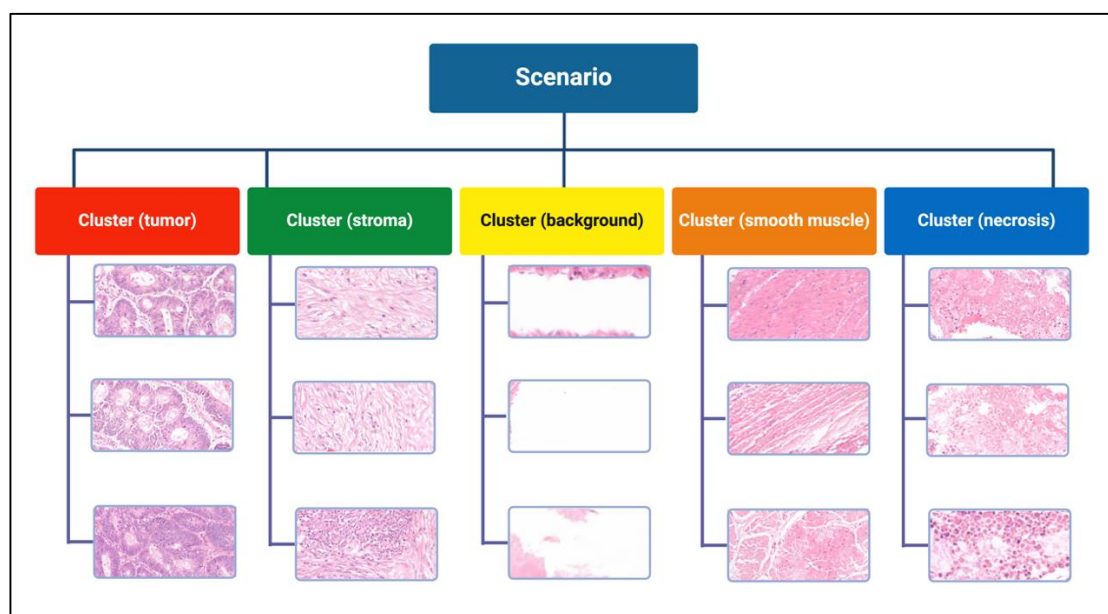 Scenario
Cluster (tumor)
Cluster (stroma)
Cluster (background)
Cluster (smooth muscle)
Cluster (necrosis)